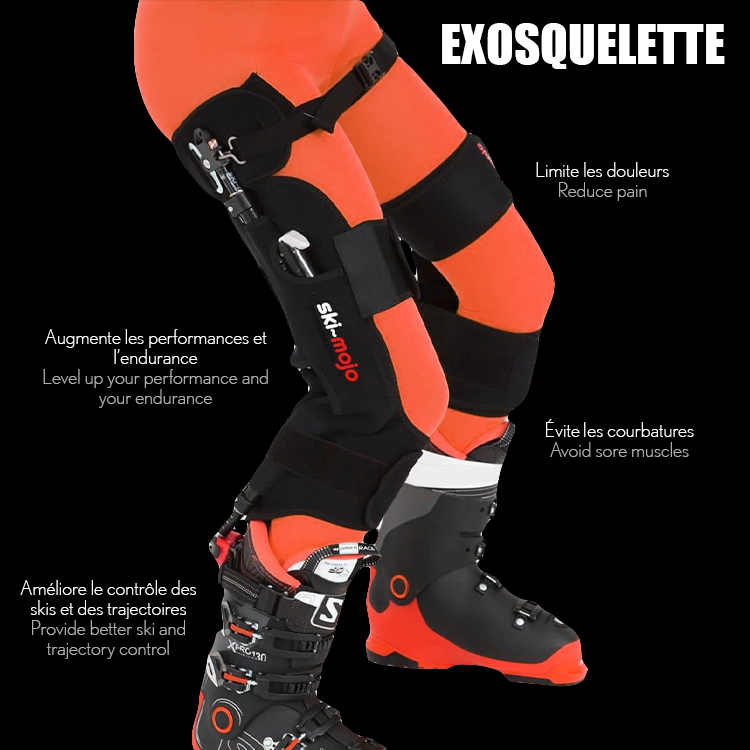 EXOSQUELETTE
Limite les douleurs
Reduce pain
ski-mojo
Augmente les performances et
l'endurance
Level up your performance and
your endurance
Évite les courbatures
Avoid sore muscles
Améliore le contrôle des
skis et des trajectoires
Provide better ski and
trajectory control
S
X PRO 130